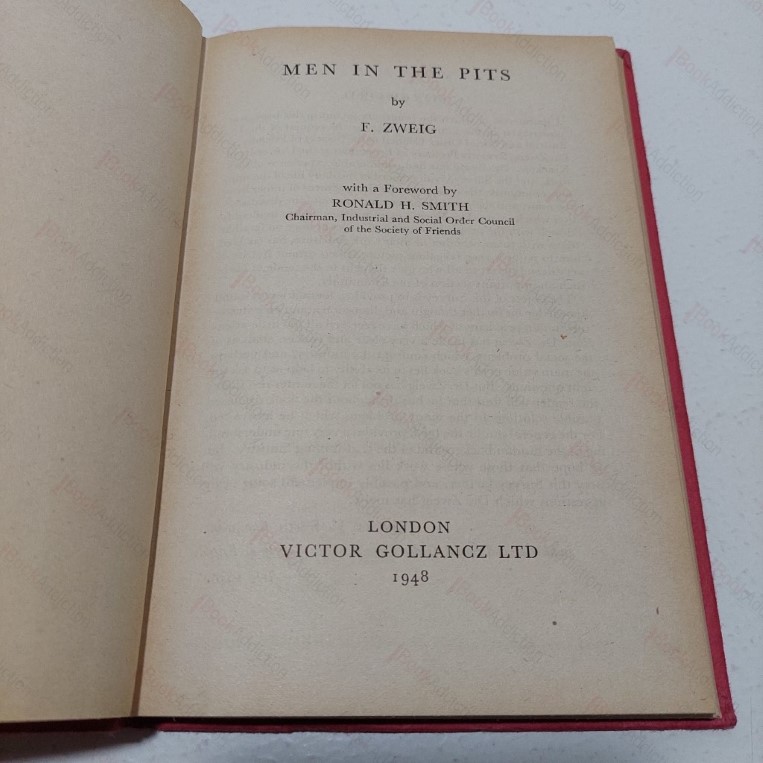 MEN IN THE PITS
by
F. ZWEIG
with a Foreword by
RONALD H. SMITH
Chairman, Industrial and Social Order Council
of the Society of Friends
LONDON
VICTOR GOLLANCZ LTD
1948
BookAddiction